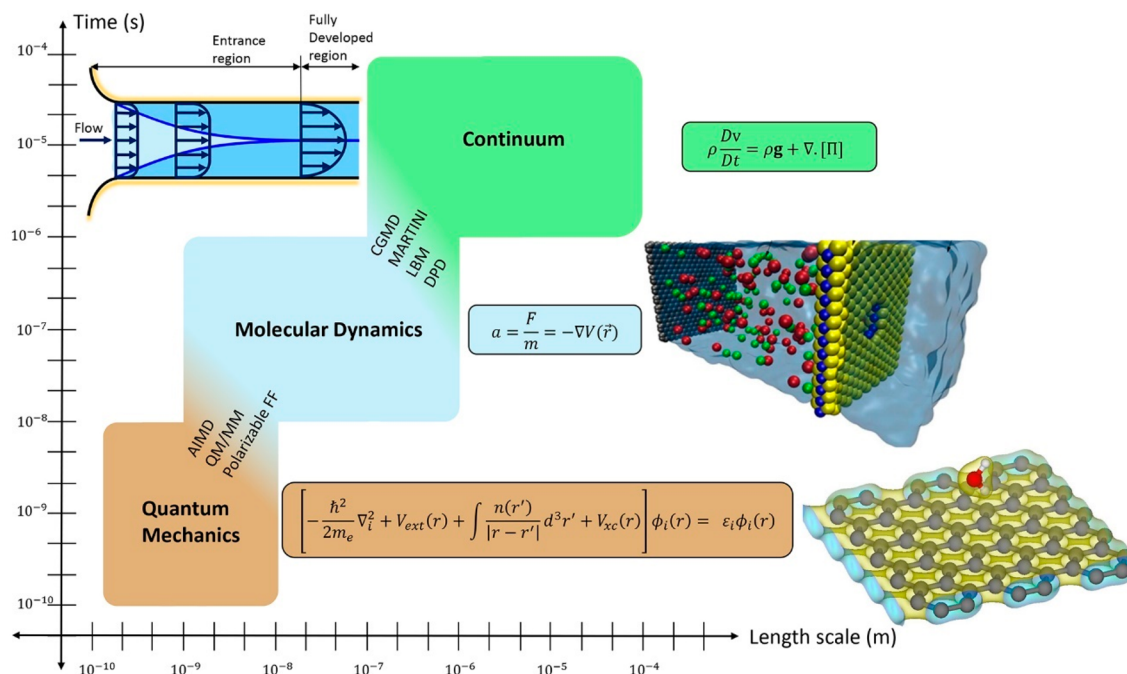 Time (s)
Fully
Developed
region
Entrance
region
Flow
10⁻⁴
10⁻⁵
10⁻⁶
10⁻⁷
10⁻⁸
10⁻⁹
10⁻¹⁰
Continuum
ρ Dv/Dt = ρg + ∇.[Π]
CGMD
MARTINI
LBM
DPD
Molecular Dynamics
a = F/m = −∇V(r⃗)
AIMD
QM/MM
Polarizable FF
Quantum
Mechanics
[−ℏ²/2mₑ ∇ᵢ² + V_ext(r) + ∫ n(r′)/|r − r′| d³r′ + V_xc(r)] ϕᵢ(r) = εᵢϕᵢ(r)
Length scale (m)
10⁻¹⁰ 10⁻⁹ 10⁻⁸ 10⁻⁷ 10⁻⁶ 10⁻⁵ 10⁻⁴